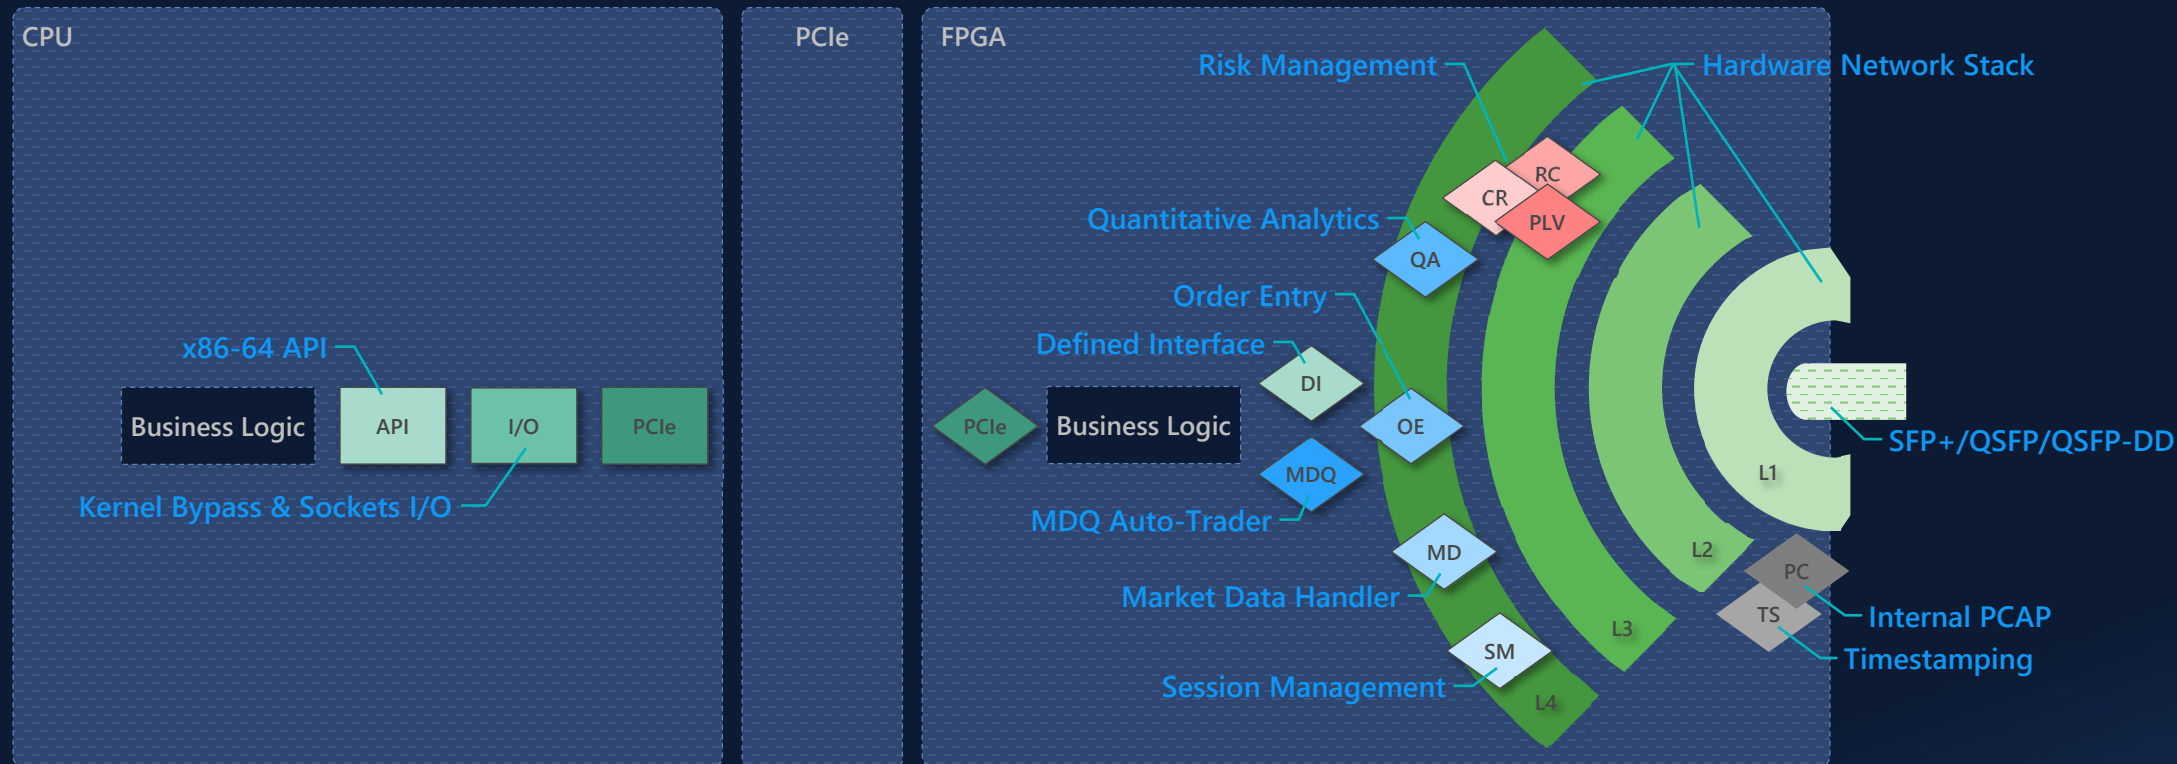 CPU
PCIe
FPGA
Risk Management
Hardware Network Stack
RC
CR
PLV
Quantitative Analytics
QA
Order Entry
Defined Interface
x86-64 API
DI
Business Logic
API
I/O
PCIe
PCIe
Business Logic
OE
SFP+/QSFP/QSFP-DD
MDQ
L1
Kernel Bypass & Sockets I/O
MDQ Auto-Trader
MD
L2
PC
Market Data Handler
TS
Internal PCAP
L3
SM
Timestamping
Session Management
L4